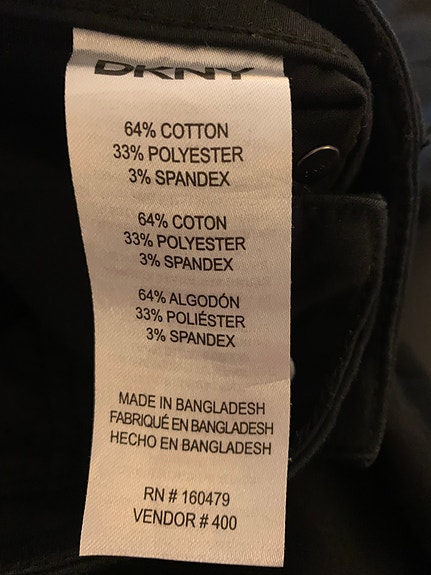 DKNY
64% COTTON
33% POLYESTER
3% SPANDEX
64% COTON
33% POLYESTER
3% SPANDEX
64% ALGODÓN
33% POLIÉSTER
3% SPANDEX
MADE IN BANGLADESH
FABRIQUÉ EN BANGLADESH
HECHO EN BANGLADESH
RN # 160479
VENDOR # 400